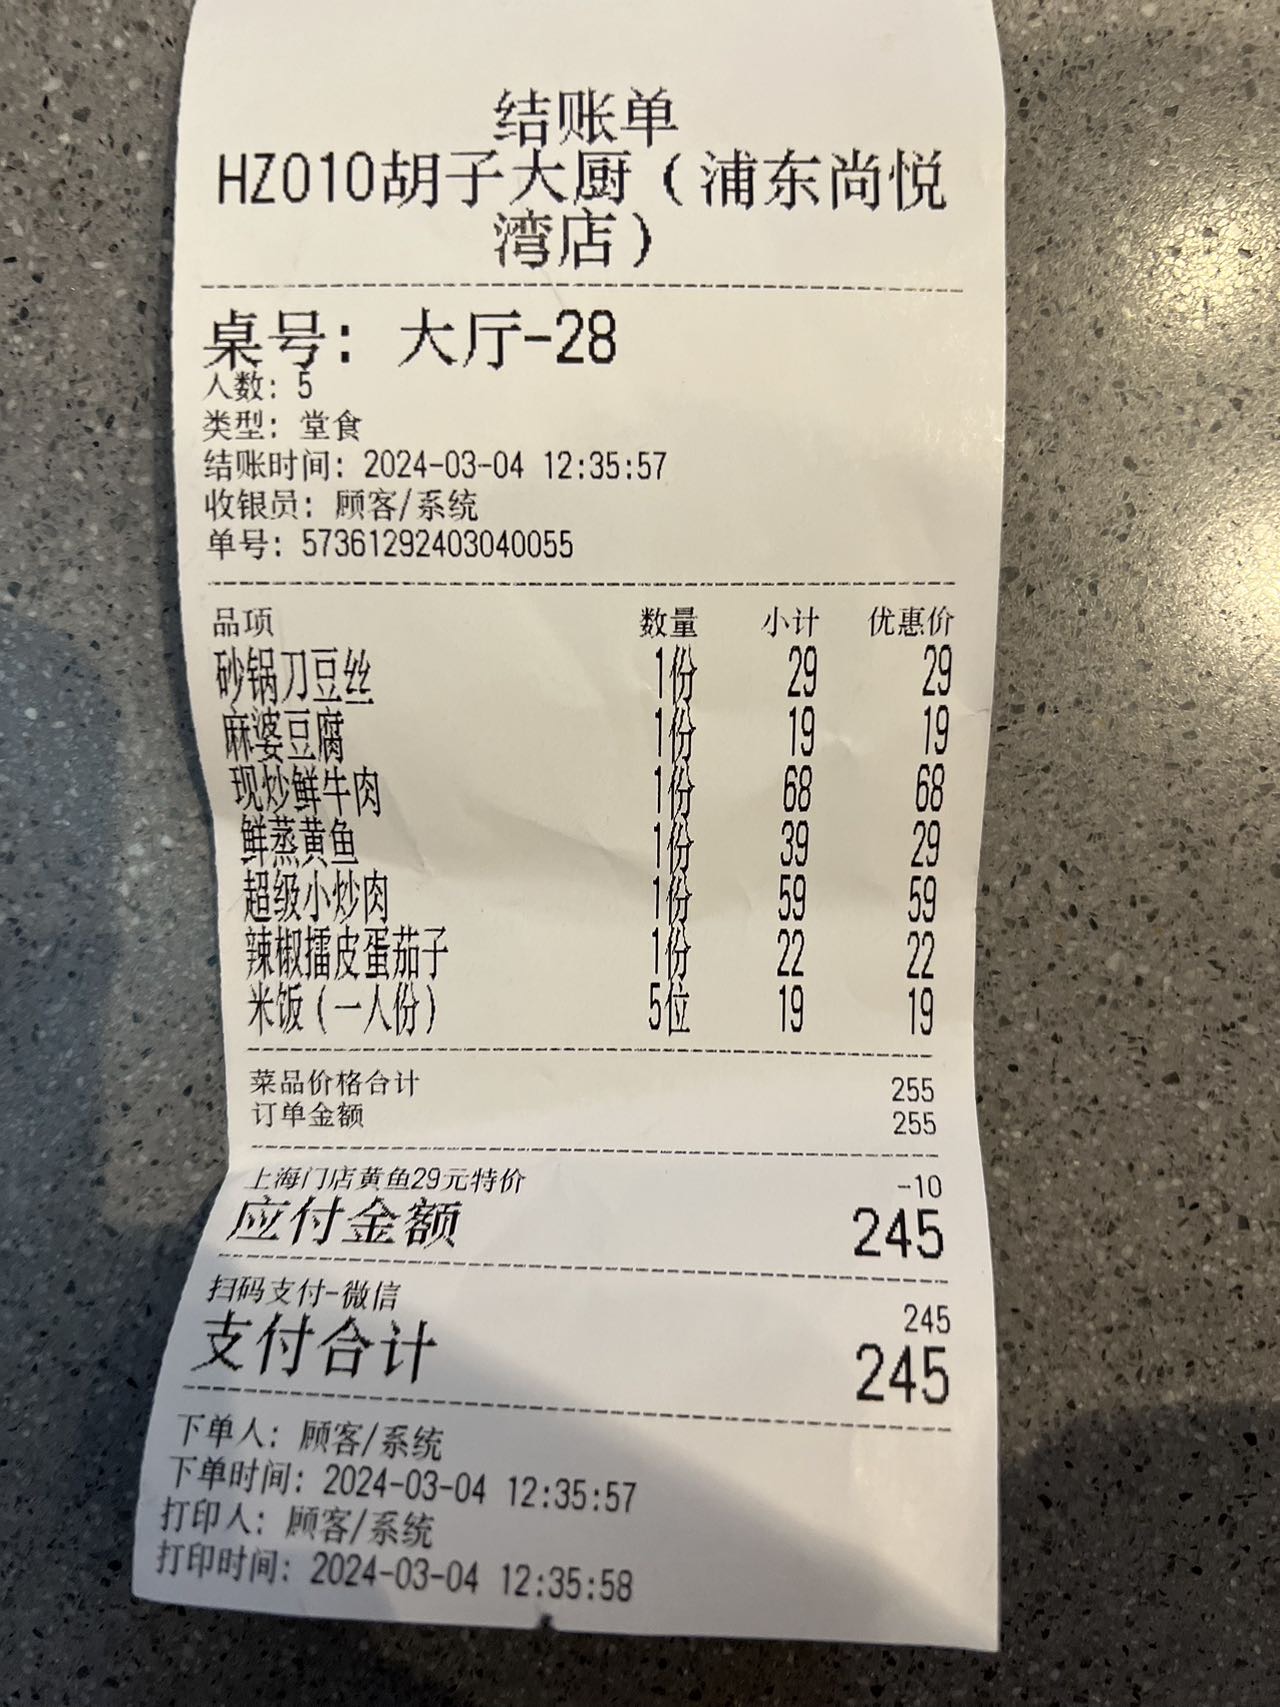 结账单
HZ010胡子大厨（浦东尚悦
湾店）
桌号：大厅-28
人数：5
类型：堂食
结账时间：2024-03-04 12:35:57
收银员：顾客/系统
单号：573612924030​40055
品项 数量 小计 优惠价
砂锅刀豆丝 1份 29 29
麻婆豆腐 1份 19 19
现炒鲜牛肉 1份 68 68
鲜蒸黄鱼 1份 39 29
超级小炒肉 1份 59 59
辣椒擂皮蛋茄子 1份 22 22
米饭（一人份） 5位 19 19
菜品价格合计 255
订单金额 255
上海门店黄鱼29元特价 -10
应付金额 245
扫码支付-微信 245
支付合计 245
下单人：顾客/系统
下单时间：2024-03-04 12:35:57
打印人：顾客/系统
打印时间：2024-03-04 12:35:58